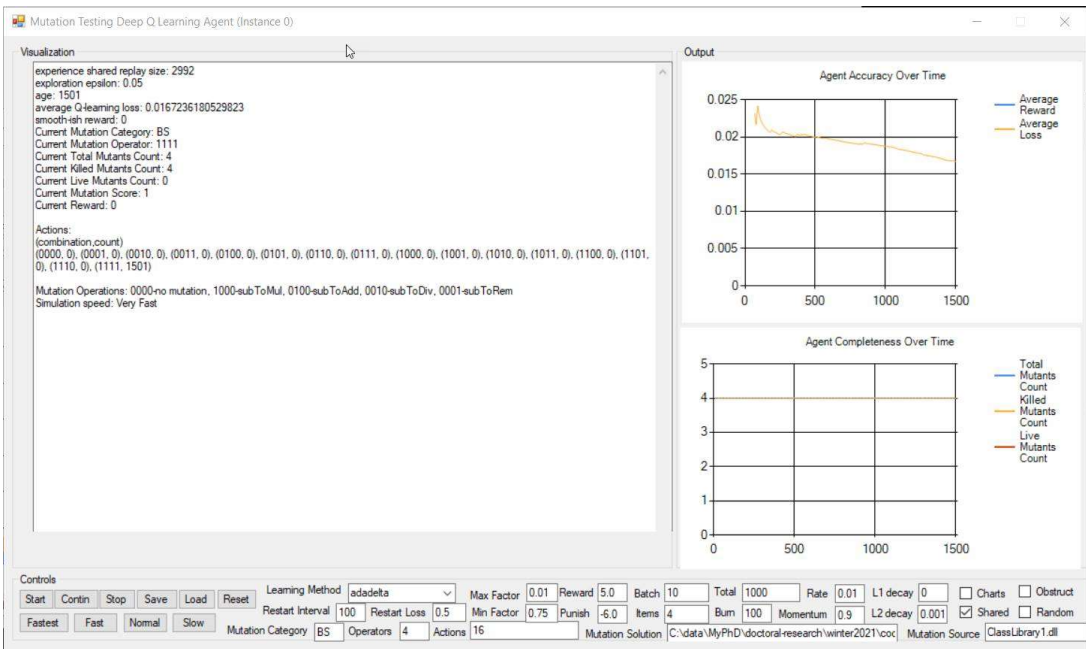 Mutation Testing Deep Q Learning Agent (Instance 0)
Visualization
experience shared replay size: 2992
exploration epsilon: 0.05
age: 1501
average Q-learning loss: 0.0167236180529823
smooth-ish reward: 0
Current Mutation Category: BS
Current Mutation Operator: 1111
Current Total Mutants Count: 4
Current Killed Mutants Count: 4
Current Live Mutants Count: 0
Current Mutation Score: 1
Current Reward: 0
Actions:
(combination,count)
(0000, 0), (0001, 0), (0010, 0), (0011, 0), (0100, 0), (0101, 0), (0110, 0), (0111, 0), (1000, 0), (1001, 0), (1010, 0), (1011, 0), (1100, 0), (1101,
0), (1110, 0), (1111, 1501)
Mutation Operations: 0000-no mutation, 1000-subToMul, 0100-subToAdd, 0010-subToDiv, 0001-subToRem
Simulation speed: Very Fast
Output
Agent Accuracy Over Time
0.025
0.02
0.015
0.01
0.005
0
0 500 1000 1500
Average
Reward
Average
Loss
Agent Completeness Over Time
5
4
3
2
1
0
0 500 1000 1500
Total
Mutants
Count
Killed
Mutants
Count
Live
Mutants
Count
Controls
Start Contin Stop Save Load Reset Learning Method adadelta Max Factor 0.01 Reward 5.0 Batch 10 Total 1000 Rate 0.01 L1 decay 0 Charts Obstruct
Fastest Fast Normal Slow Restart Interval 100 Restart Loss 0.5 Min Factor 0.75 Punish -6.0 Items 4 Burn 100 Momentum 0.9 L2 decay 0.001 Shared Random
Mutation Category BS Operators 4 Actions 16 Mutation Solution C:\data\MyPhD\doctoral-research\winter2021\coc Mutation Source ClassLibrary1.dll